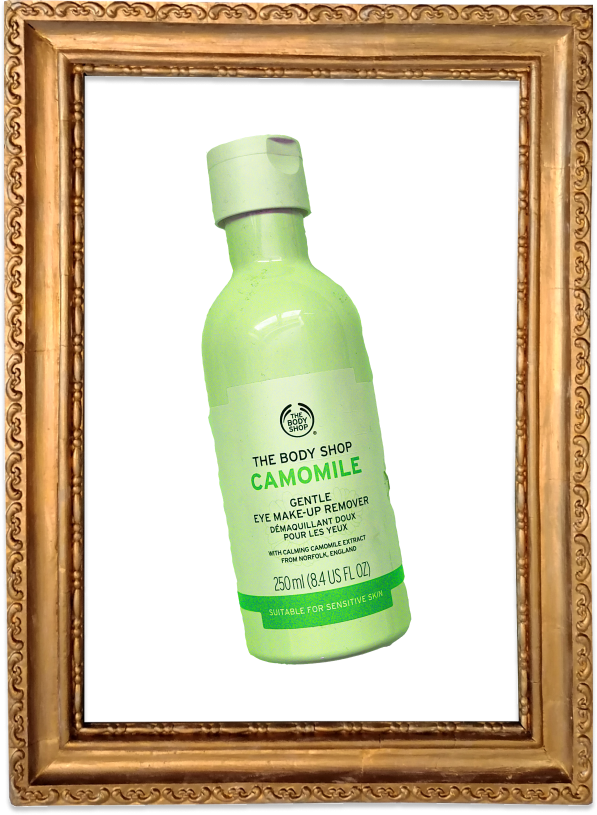 THE
BODY
SHOP
®
THE BODY SHOP
CAMOMILE
GENTLE
EYE MAKE-UP REMOVER
DÉMAQUILLANT DOUX
POUR LES YEUX
WITH CALMING CAMOMILE EXTRACT
FROM NORFOLK, ENGLAND
250 ml (8.4 US FL OZ)
SUITABLE FOR SENSITIVE SKIN